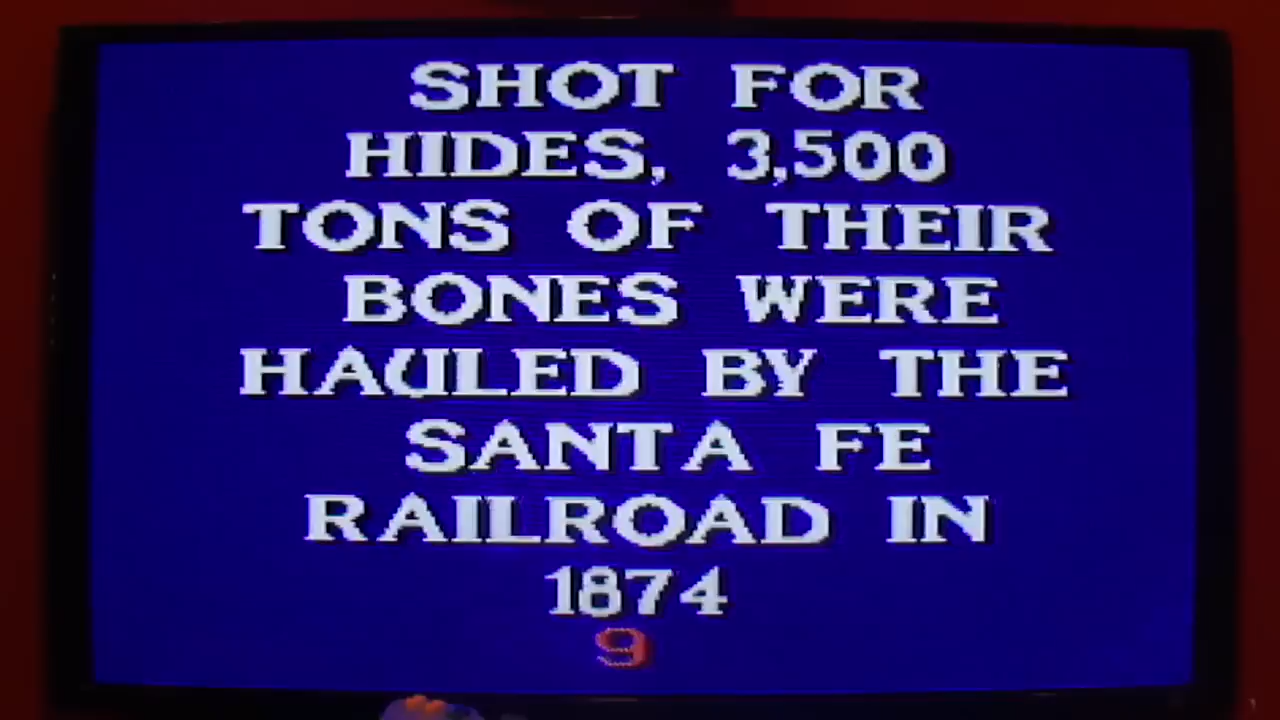 SHOT FOR
HIDES, 3,500
TONS OF THEIR
BONES WERE
HAULED BY THE
SANTA FE
RAILROAD IN
1874
9